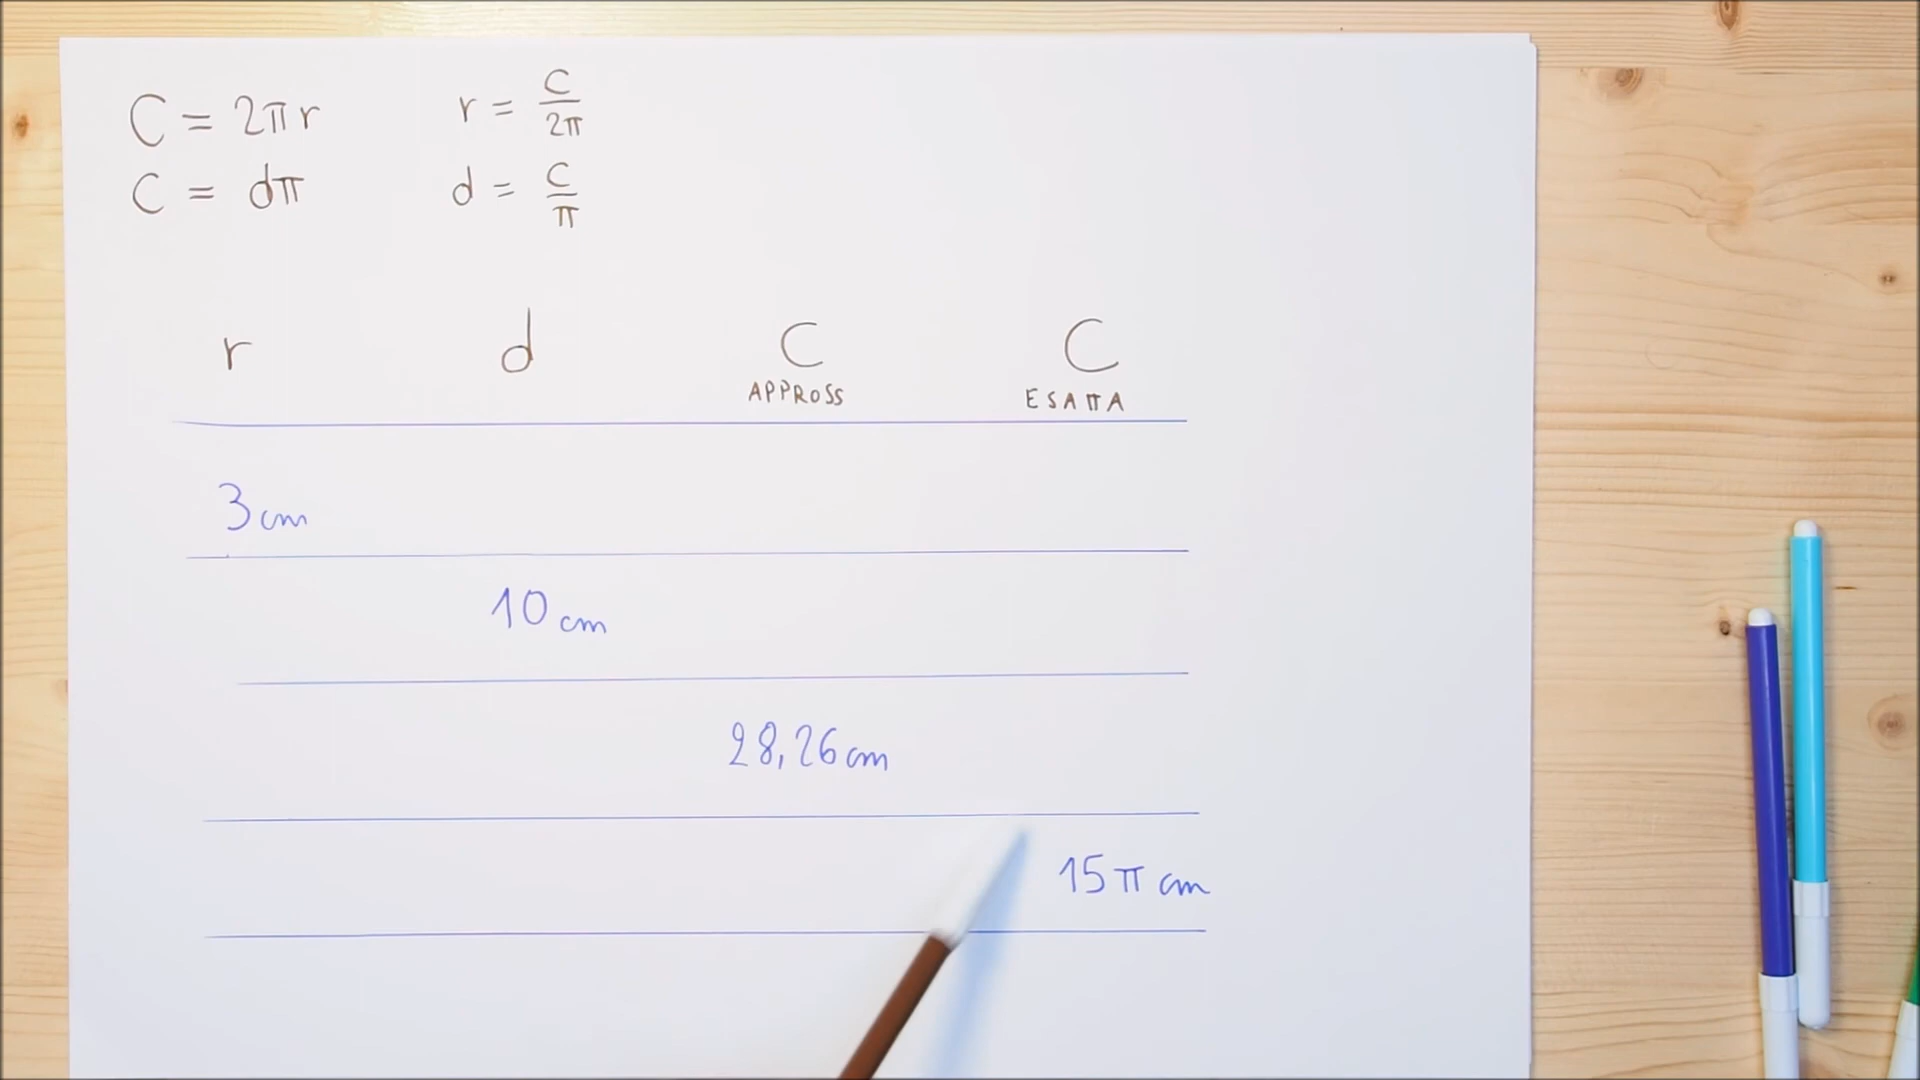 C = 2πr
r = C/2π
C = dπ
d = C/π
r d C C
APPROSS ESATTA
3 cm
10 cm
28,26 cm
15π cm